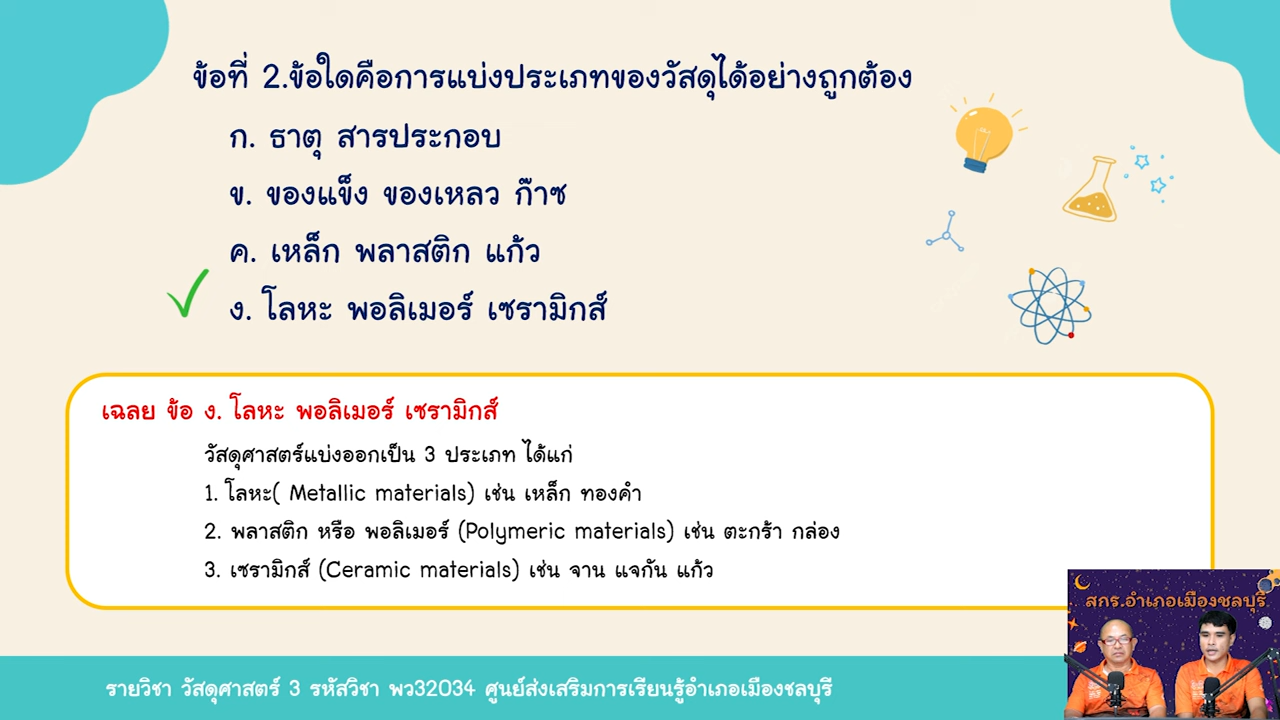 ข้อที่ 2.ข้อใดคือการแบ่งประเภทของวัสดุได้อย่างถูกต้อง
ก. ธาตุ สารประกอบ
ข. ของแข็ง ของเหลว ก๊าซ
ค. เหล็ก พลาสติก แก้ว
ง. โลหะ พอลิเมอร์ เซรามิกส์
เฉลย ข้อ ง. โลหะ พอลิเมอร์ เซรามิกส์
วัสดุศาสตร์แบ่งออกเป็น 3 ประเภท ได้แก่
1. โลหะ( Metallic materials) เช่น เหล็ก ทองคำ
2. พลาสติก หรือ พอลิเมอร์ (Polymeric materials) เช่น ตะกร้า กล่อง
3. เซรามิกส์ (Ceramic materials) เช่น จาน แจกัน แก้ว
สกร.อำเภอเมืองชลบุรี
รายวิชา วัสดุศาสตร์ 3 รหัสวิชา พว32034 ศูนย์ส่งเสริมการเรียนรู้อำเภอเมืองชลบุรี